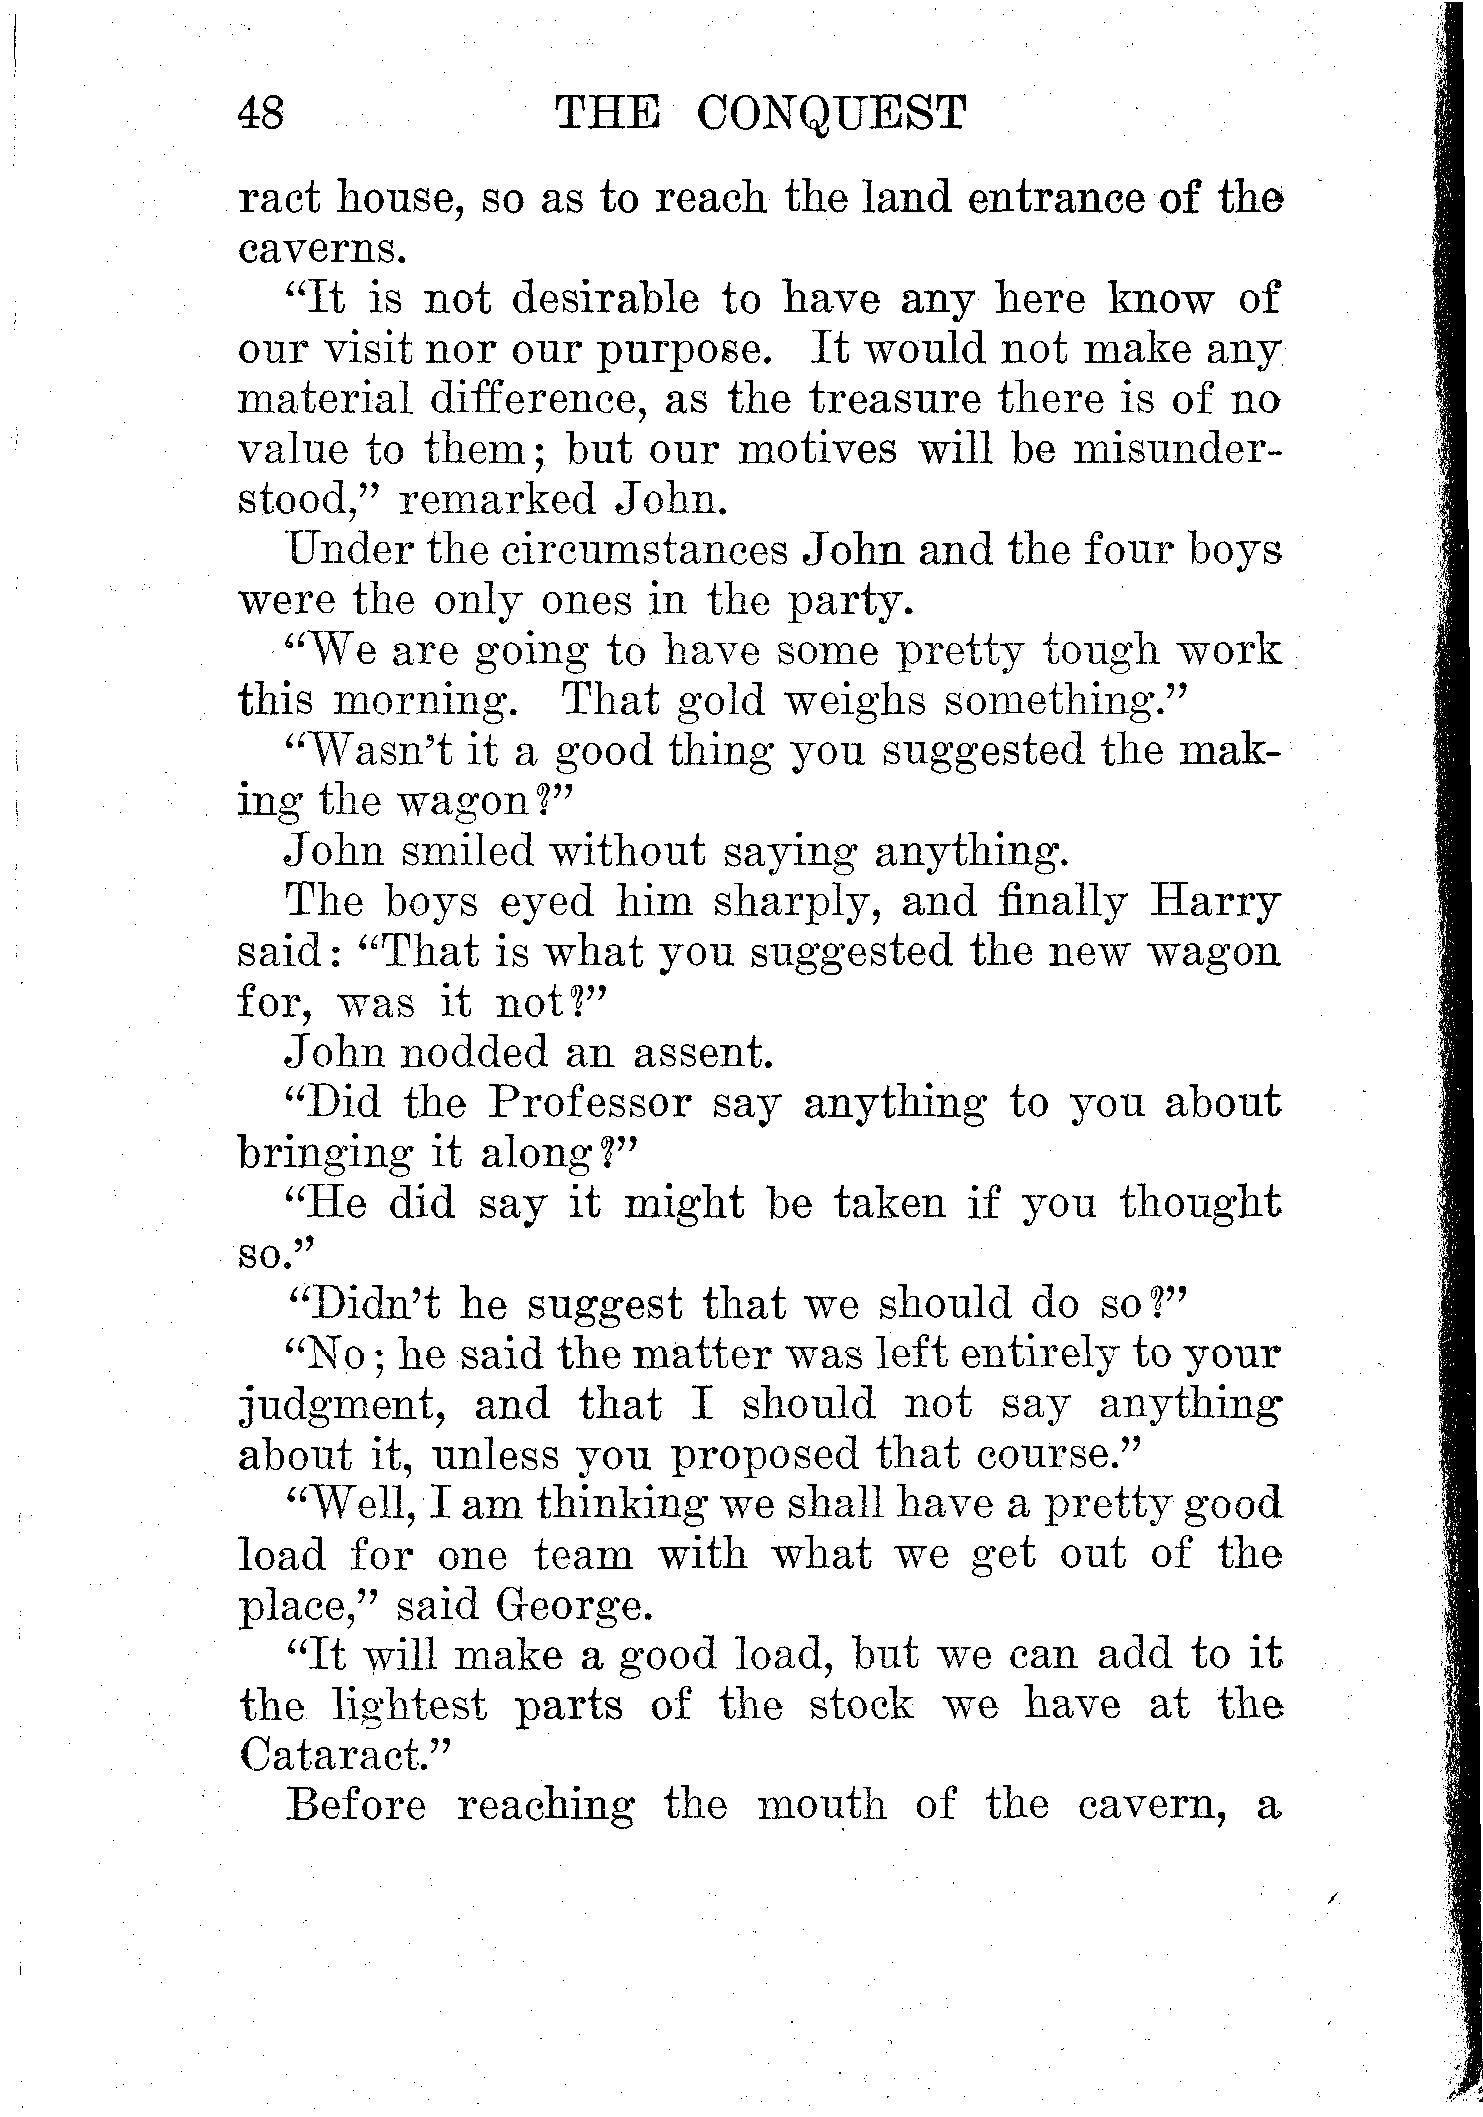 48 THE CONQUEST
ract house, so as to reach the land entrance of the
caverns.
"It is not desirable to have any here know of
our visit nor our purpose. It would not make any
material difference, as the treasure there is of no
value to them; but our motives will be misunder-
stood," remarked John.
Under the circumstances John and the four boys
were the only ones in the party.
"We are going to have some pretty tough work
this morning. That gold weighs something."
"Wasn't it a good thing you suggested the mak-
ing the wagon?"
John smiled without saying anything.
The boys eyed him sharply, and finally Harry
said: "That is what you suggested the new wagon
for, was it not?"
John nodded an assent.
"Did the Professor say anything to you about
bringing it along?"
"He did say it might be taken if you thought
so."
"Didn't he suggest that we should do so?"
"No; he said the matter was left entirely to your
judgment, and that I should not say anything
about it, unless you proposed that course."
"Well, I am thinking we shall have a pretty good
load for one team with what we get out of the
place," said George.
"It will make a good load, but we can add to it
the lightest parts of the stock we have at the
Cataract."
Before reaching the mouth of the cavern, a